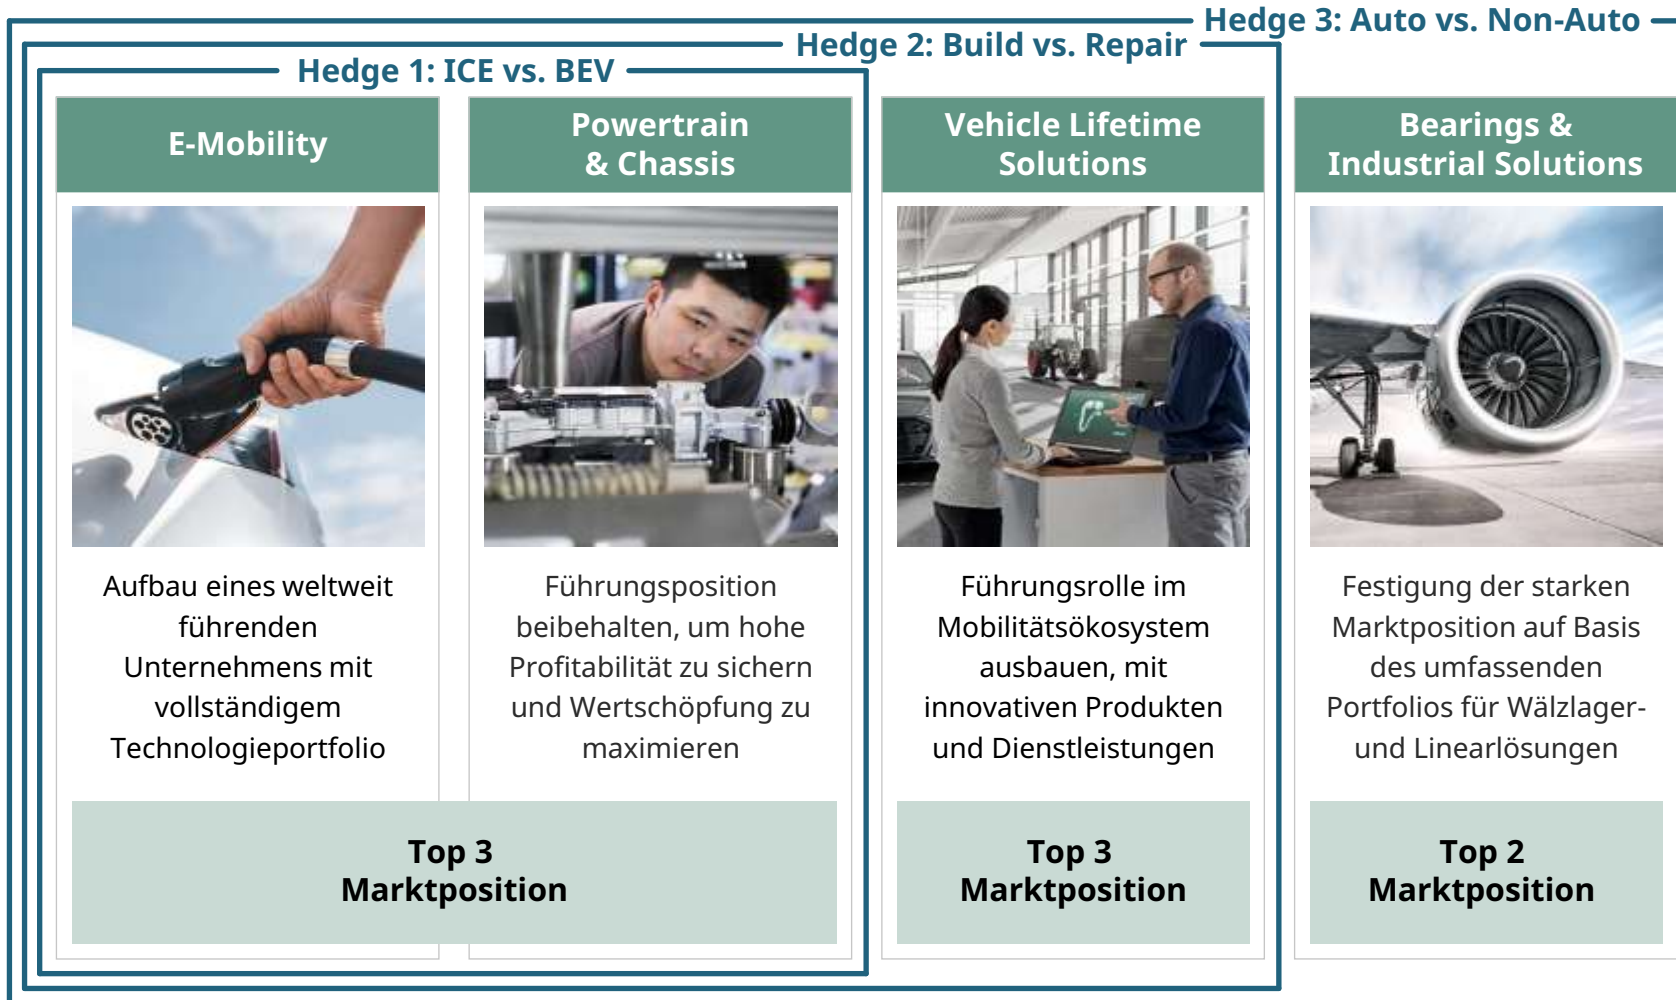 Hedge 3: Auto vs. Non-Auto
Hedge 2: Build vs. Repair
Hedge 1: ICE vs. BEV
E-Mobility
Aufbau eines weltweit
führenden
Unternehmens mit
vollständigem
Technologieportfolio
Powertrain
& Chassis
Führungsposition
beibehalten, um hohe
Profitabilität zu sichern
und Wertschöpfung zu
maximieren
Top 3
Marktposition
Vehicle Lifetime
Solutions
Führungsrolle im
Mobilitätsökosystem
ausbauen, mit
innovativen Produkten
und Dienstleistungen
Top 3
Marktposition
Bearings &
Industrial Solutions
Festigung der starken
Marktposition auf Basis
des umfassenden
Portfolios für Wälzlager-
und Linearlösungen
Top 2
Marktposition